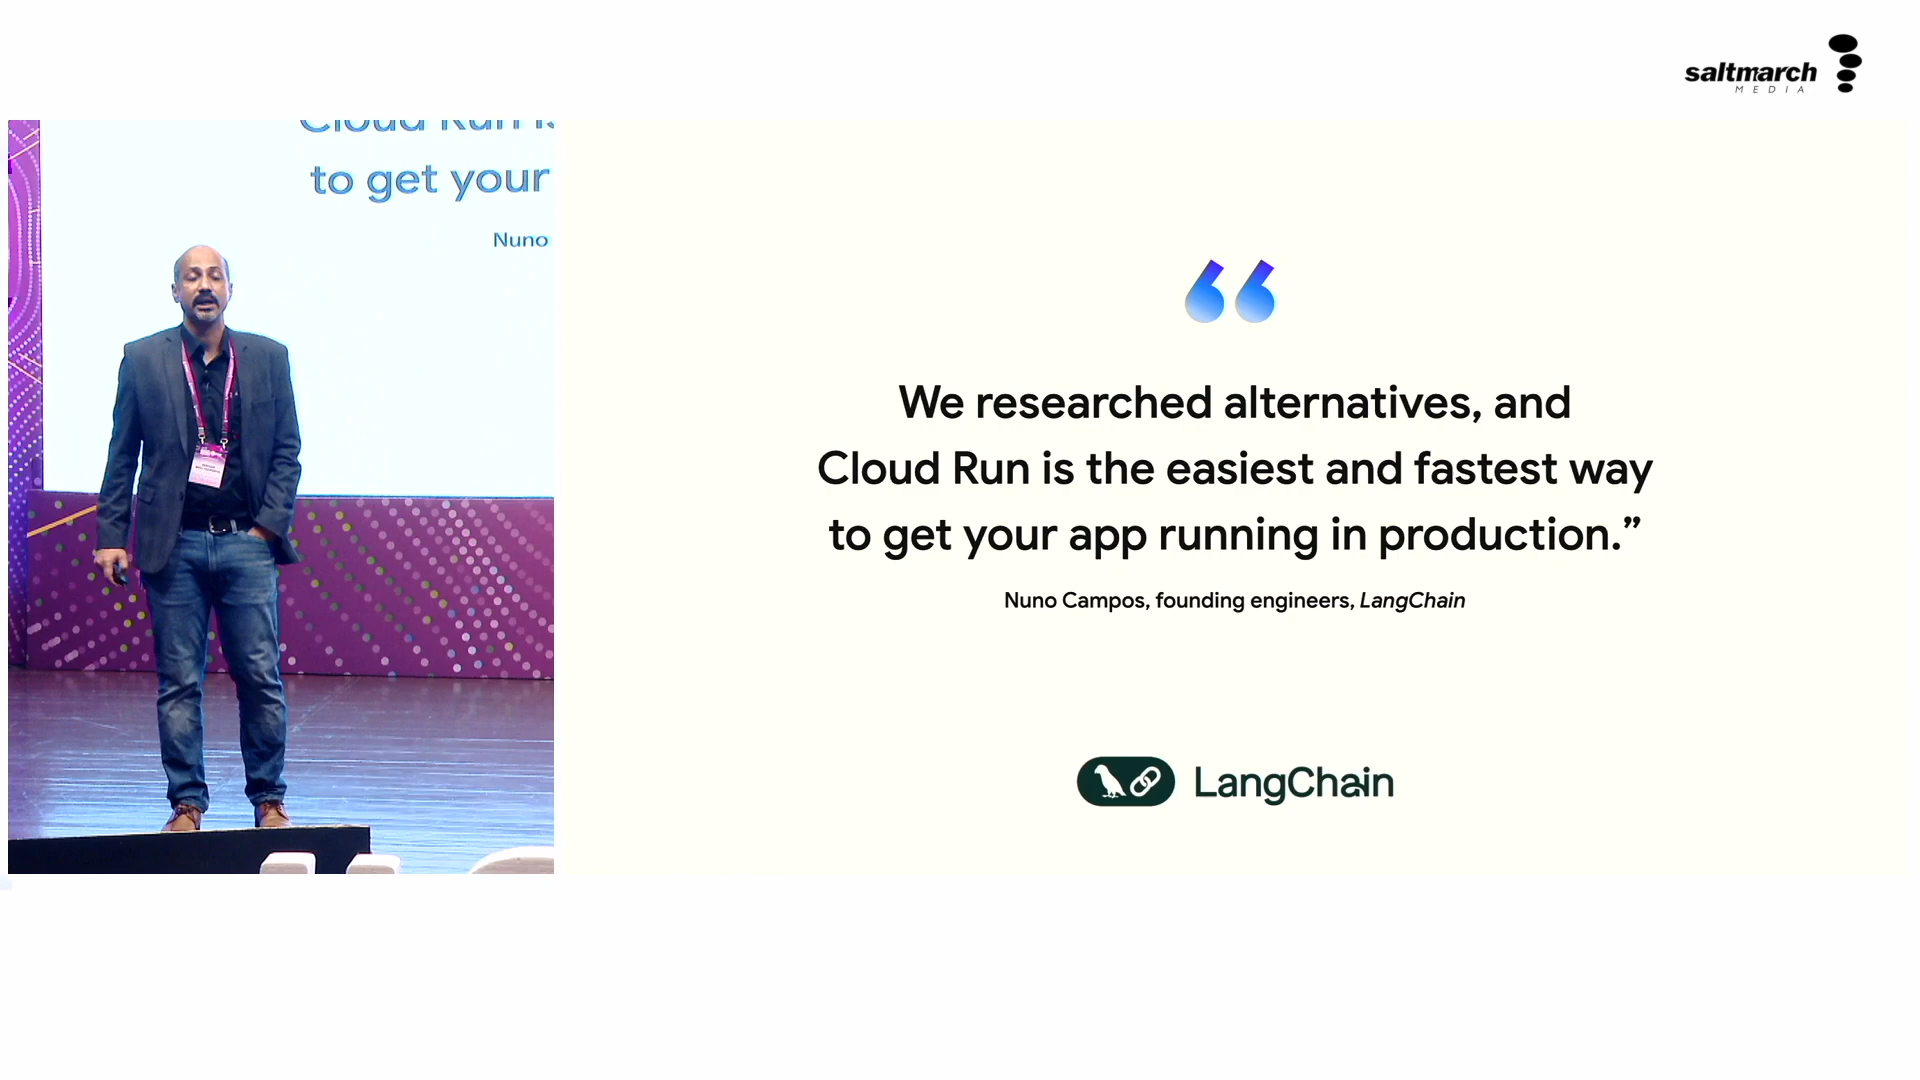 saltmarch
MEDIA
to get your
Nuno
“
We researched alternatives, and
Cloud Run is the easiest and fastest way
to get your app running in production.”
Nuno Campos, founding engineers, LangChain
LangChain